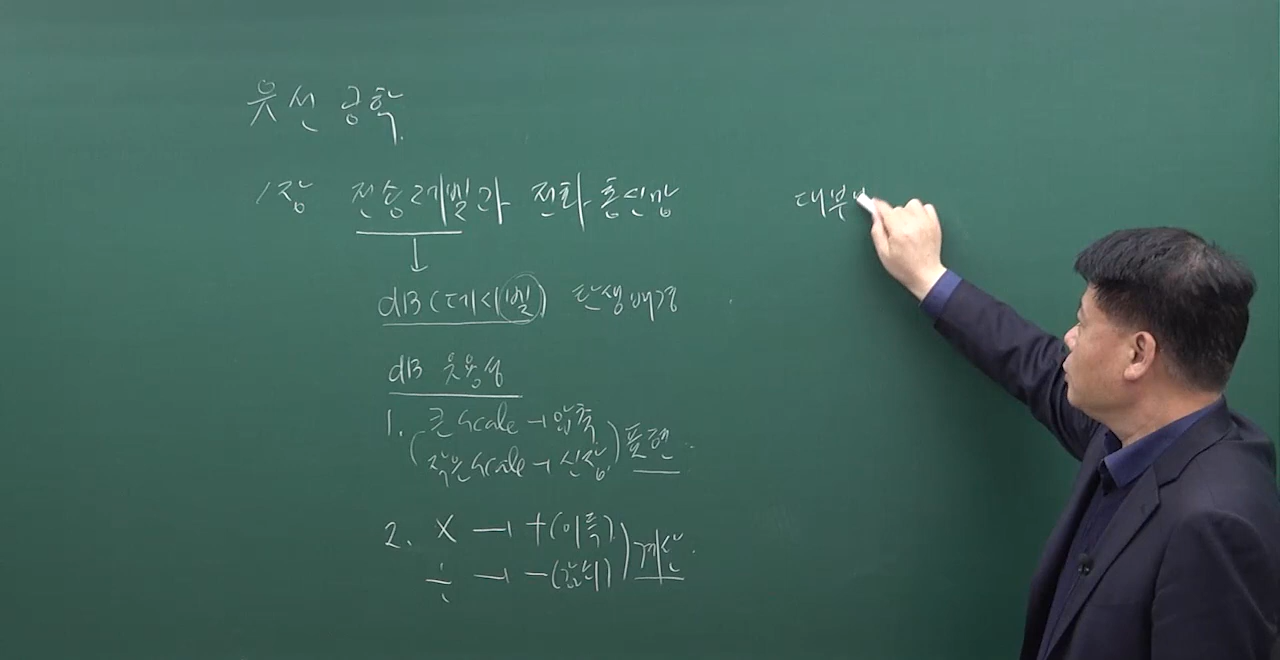 유선 공학.
1장 전송레벨과 전화통신망
↓
dB (데시벨) 탄생배경
dB 유용성
1. (큰 Scale → 압축
작은 Scale → 신장.) 표현.
2. × → + (이득)
÷ → - (감쇠) ) 계산.
대부